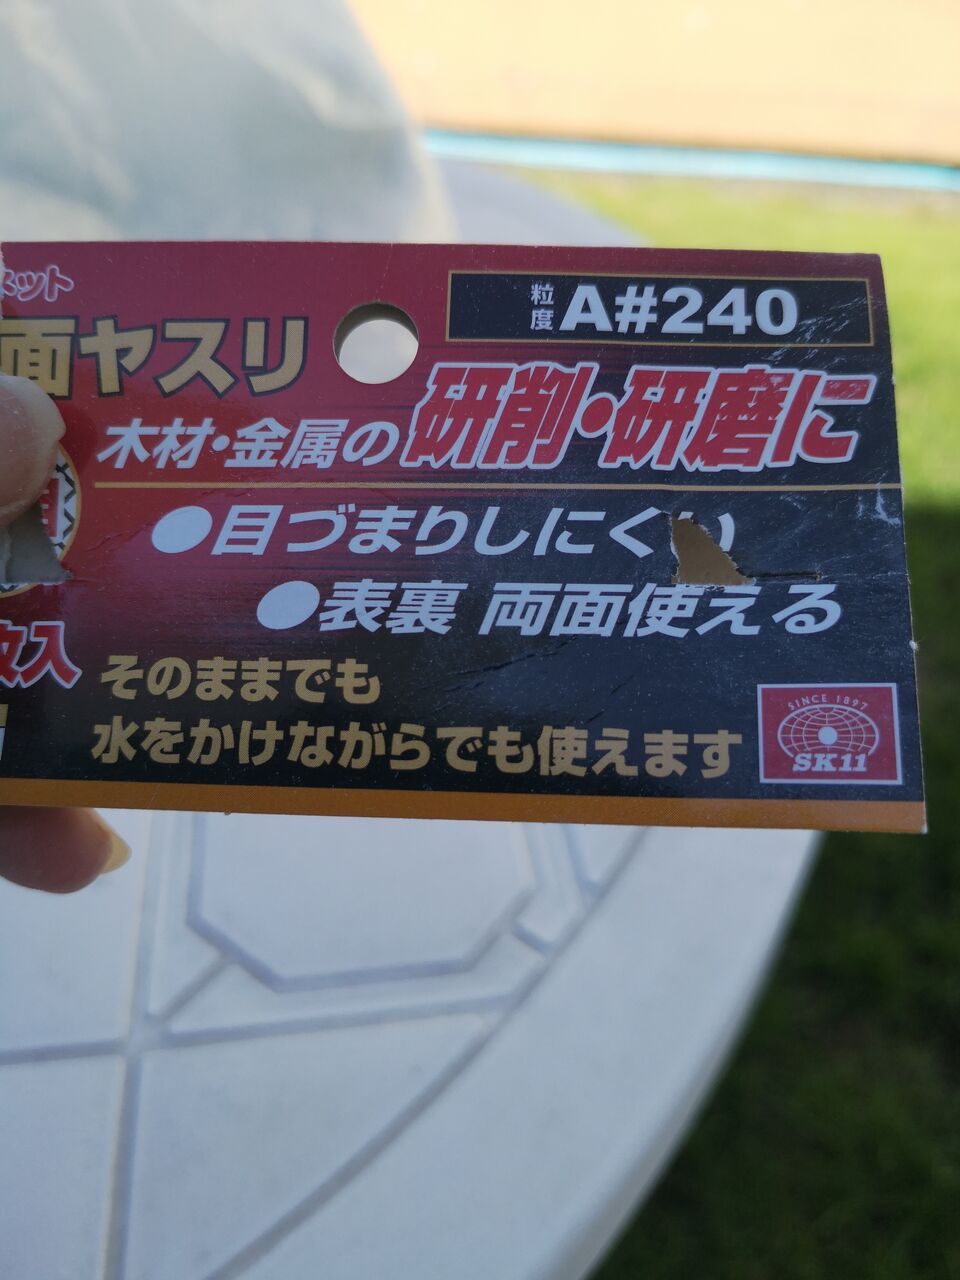 ネット
面ヤスリ
粒度 A#240
木材・金属の研削・研磨に
●目づまりしにくい
●表裏 両面使える
枚入
そのままでも
水をかけながらでも使えます
SINCE 1897
SK11